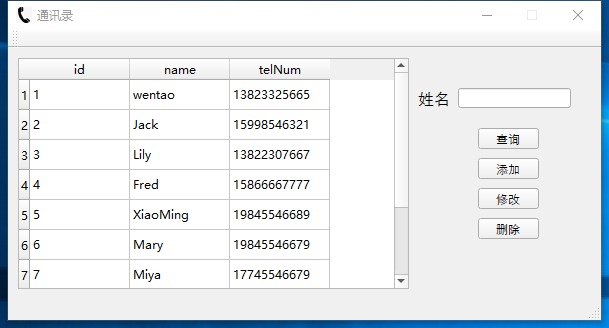 通讯录
id name telNum
1 1 wentao 13823325665
2 2 Jack 15998546321
3 3 Lily 13822307667
4 4 Fred 15866667777
5 5 XiaoMing 19845546689
6 6 Mary 19845546679
7 7 Miya 17745546679
姓名
查询
添加
修改
删除